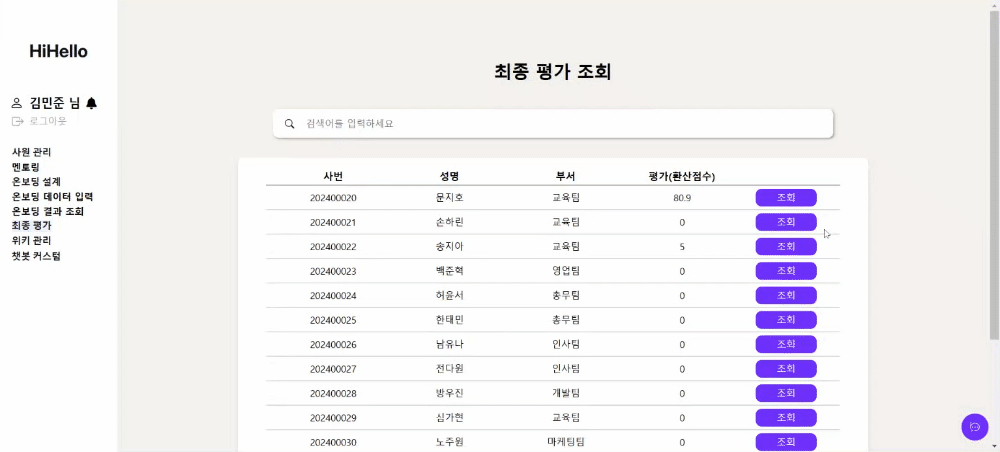 HiHello
김민준 님
로그아웃
사원 관리
멘토링
온보딩 설계
온보딩 데이터 입력
온보딩 결과 조회
최종 평가
위키 관리
챗봇 커스텀
최종 평가 조회
검색어를 입력하세요
사번 성명 부서 평가(환산점수)
202400020 문지호 교육팀 80.9 조회
202400021 손하린 교육팀 0 조회
202400022 송지아 교육팀 5 조회
202400023 백준혁 영업팀 0 조회
202400024 허윤서 총무팀 0 조회
202400025 한태민 총무팀 0 조회
202400026 남유나 인사팀 0 조회
202400027 전다원 인사팀 0 조회
202400028 방우진 개발팀 0 조회
202400029 심가현 교육팀 0 조회
202400030 노주원 마케팅팀 0 조회